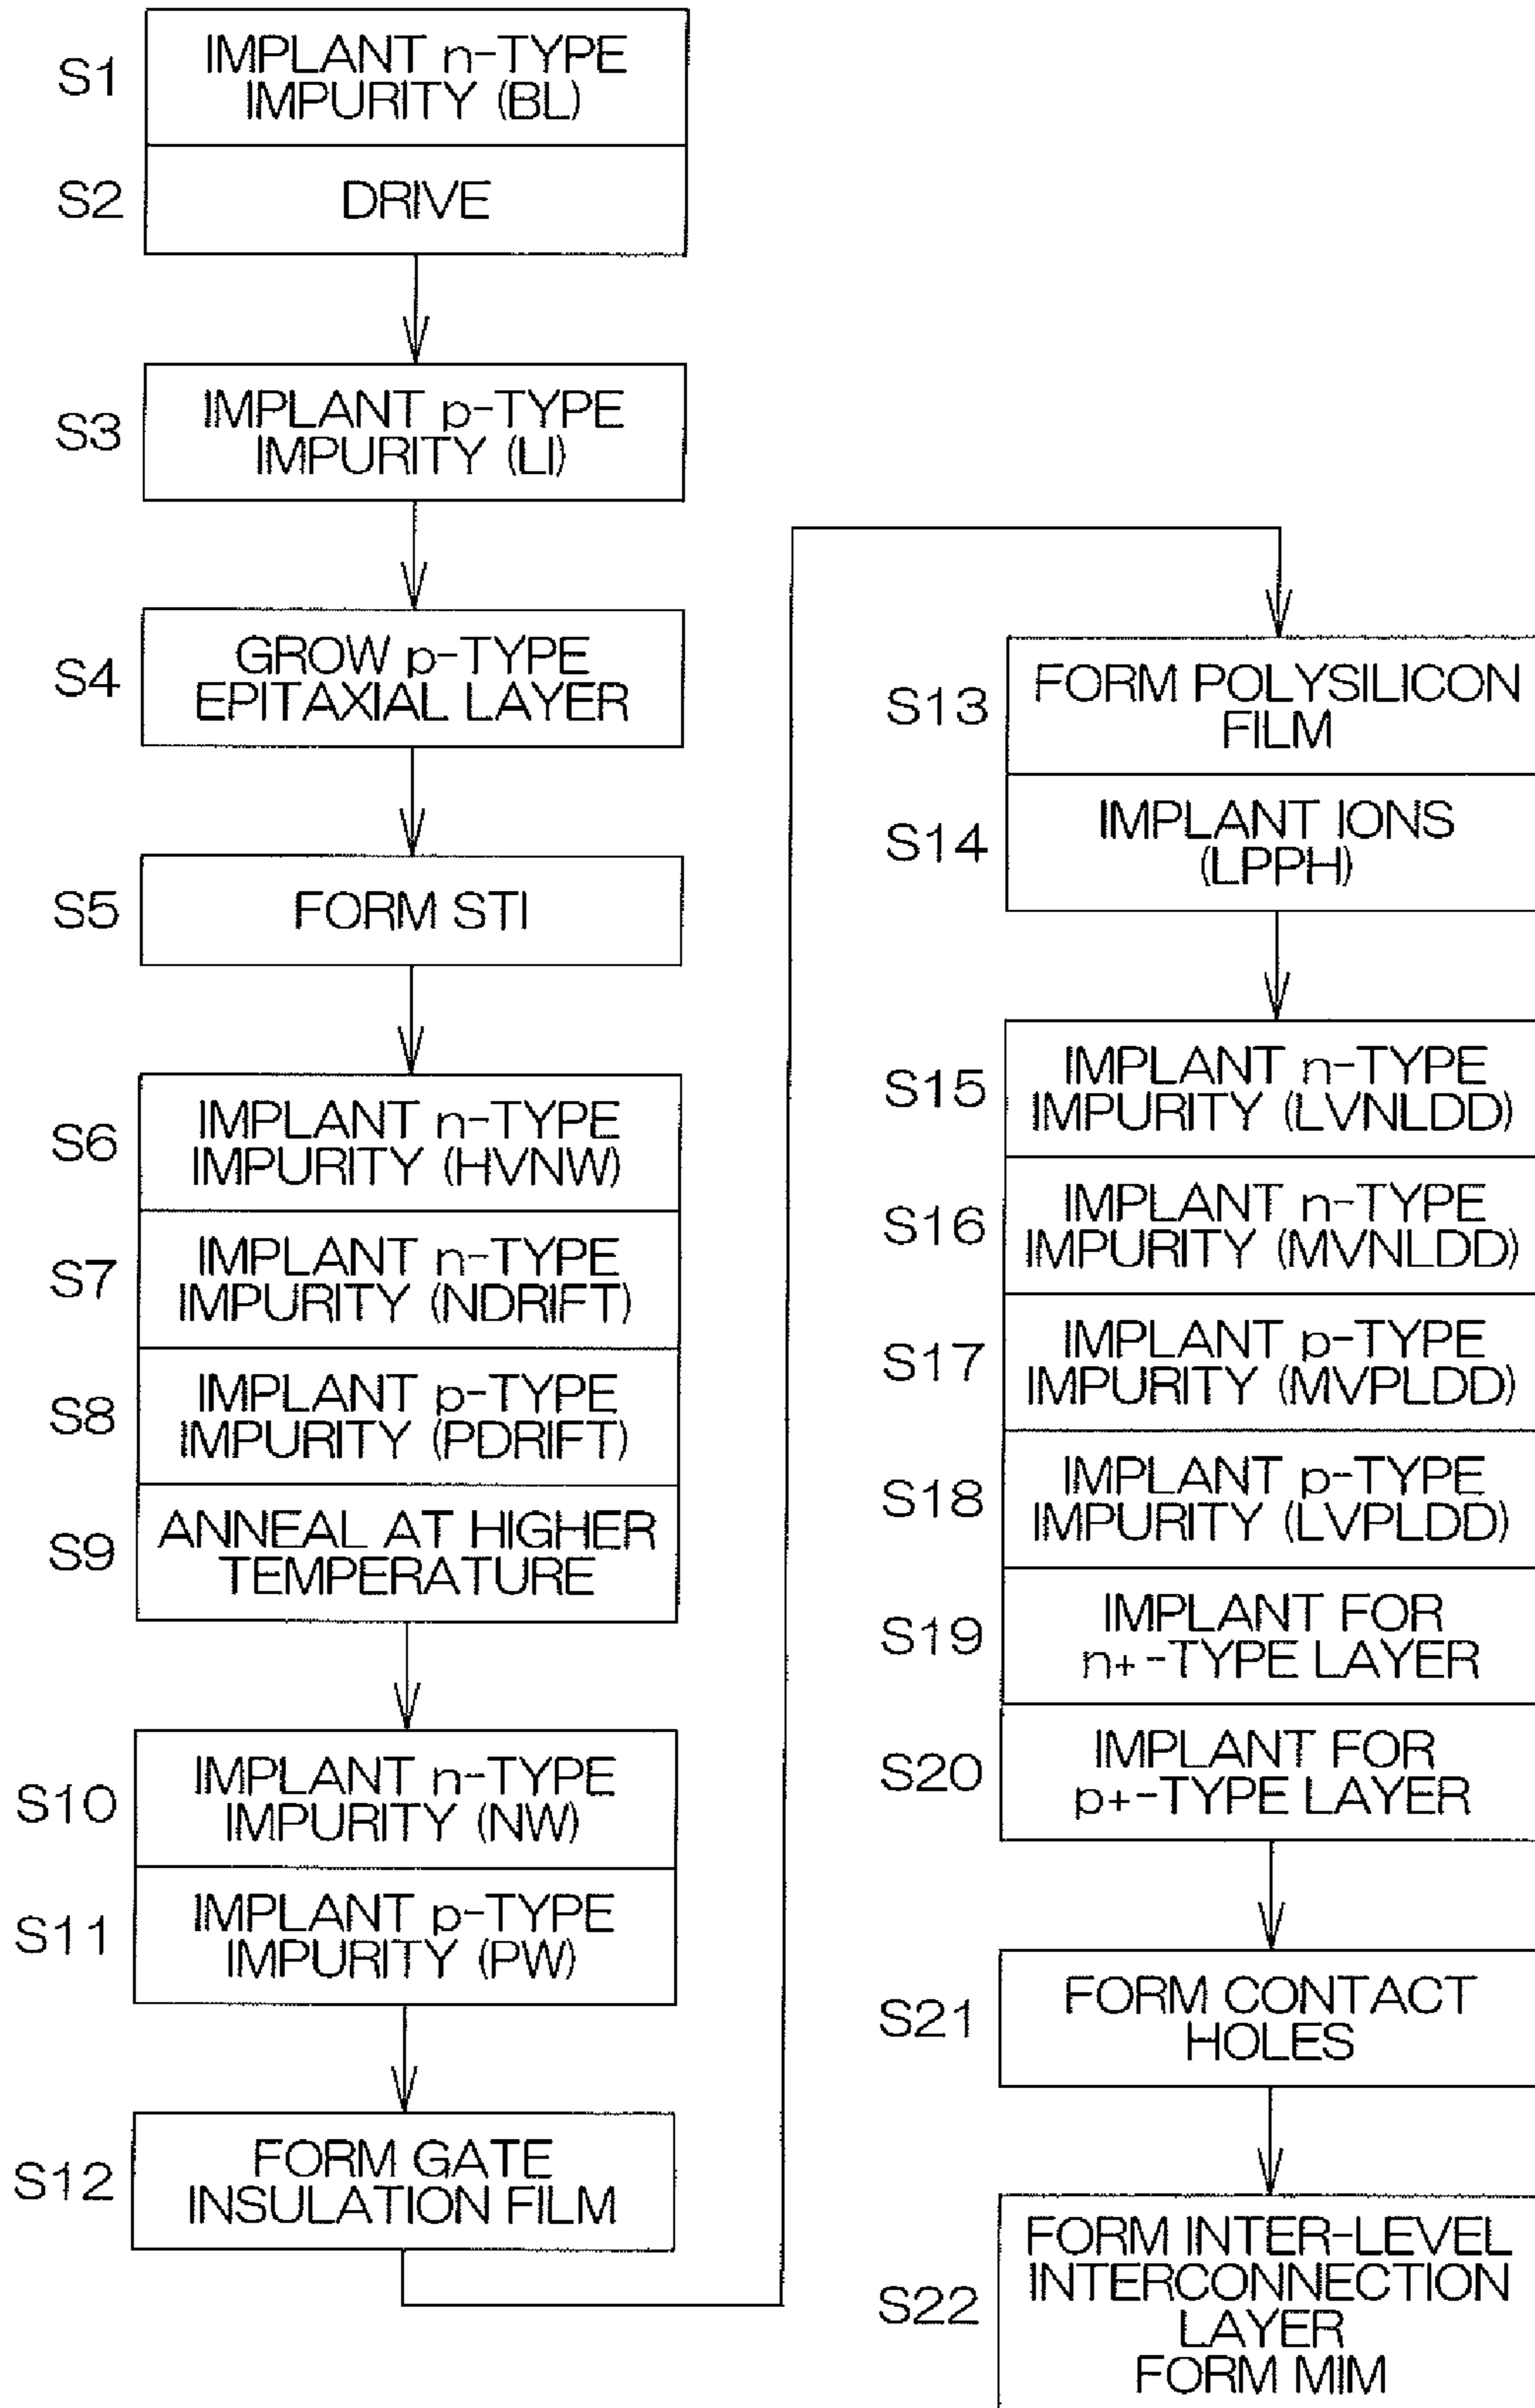 S1
IMPLANT n-TYPE
IMPURITY (BL)
S2
DRIVE
S3
IMPLANT p-TYPE
IMPURITY (LI)
S4
GROW p-TYPE
EPITAXIAL LAYER
S5
FORM STI
S6
IMPLANT n-TYPE
IMPURITY (HVNW)
S7
IMPLANT n-TYPE
IMPURITY (NDRIFT)
S8
IMPLANT p-TYPE
IMPURITY (PDRIFT)
S9
ANNEAL AT HIGHER
TEMPERATURE
S10
IMPLANT n-TYPE
IMPURITY (NW)
S11
IMPLANT p-TYPE
IMPURITY (PW)
S12
FORM GATE
INSULATION FILM
S13
FORM POLYSILICON
FILM
S14
IMPLANT IONS
(LPPH)
S15
IMPLANT n-TYPE
IMPURITY (LVNLDD)
S16
IMPLANT n-TYPE
IMPURITY (MVNLDD)
S17
IMPLANT p-TYPE
IMPURITY (MVPLDD)
S18
IMPLANT p-TYPE
IMPURITY (LVPLDD)
S19
IMPLANT FOR
n+-TYPE LAYER
S20
IMPLANT FOR
p+-TYPE LAYER
S21
FORM CONTACT
HOLES
S22
FORM INTER-LEVEL
INTERCONNECTION
LAYER
FORM MIM